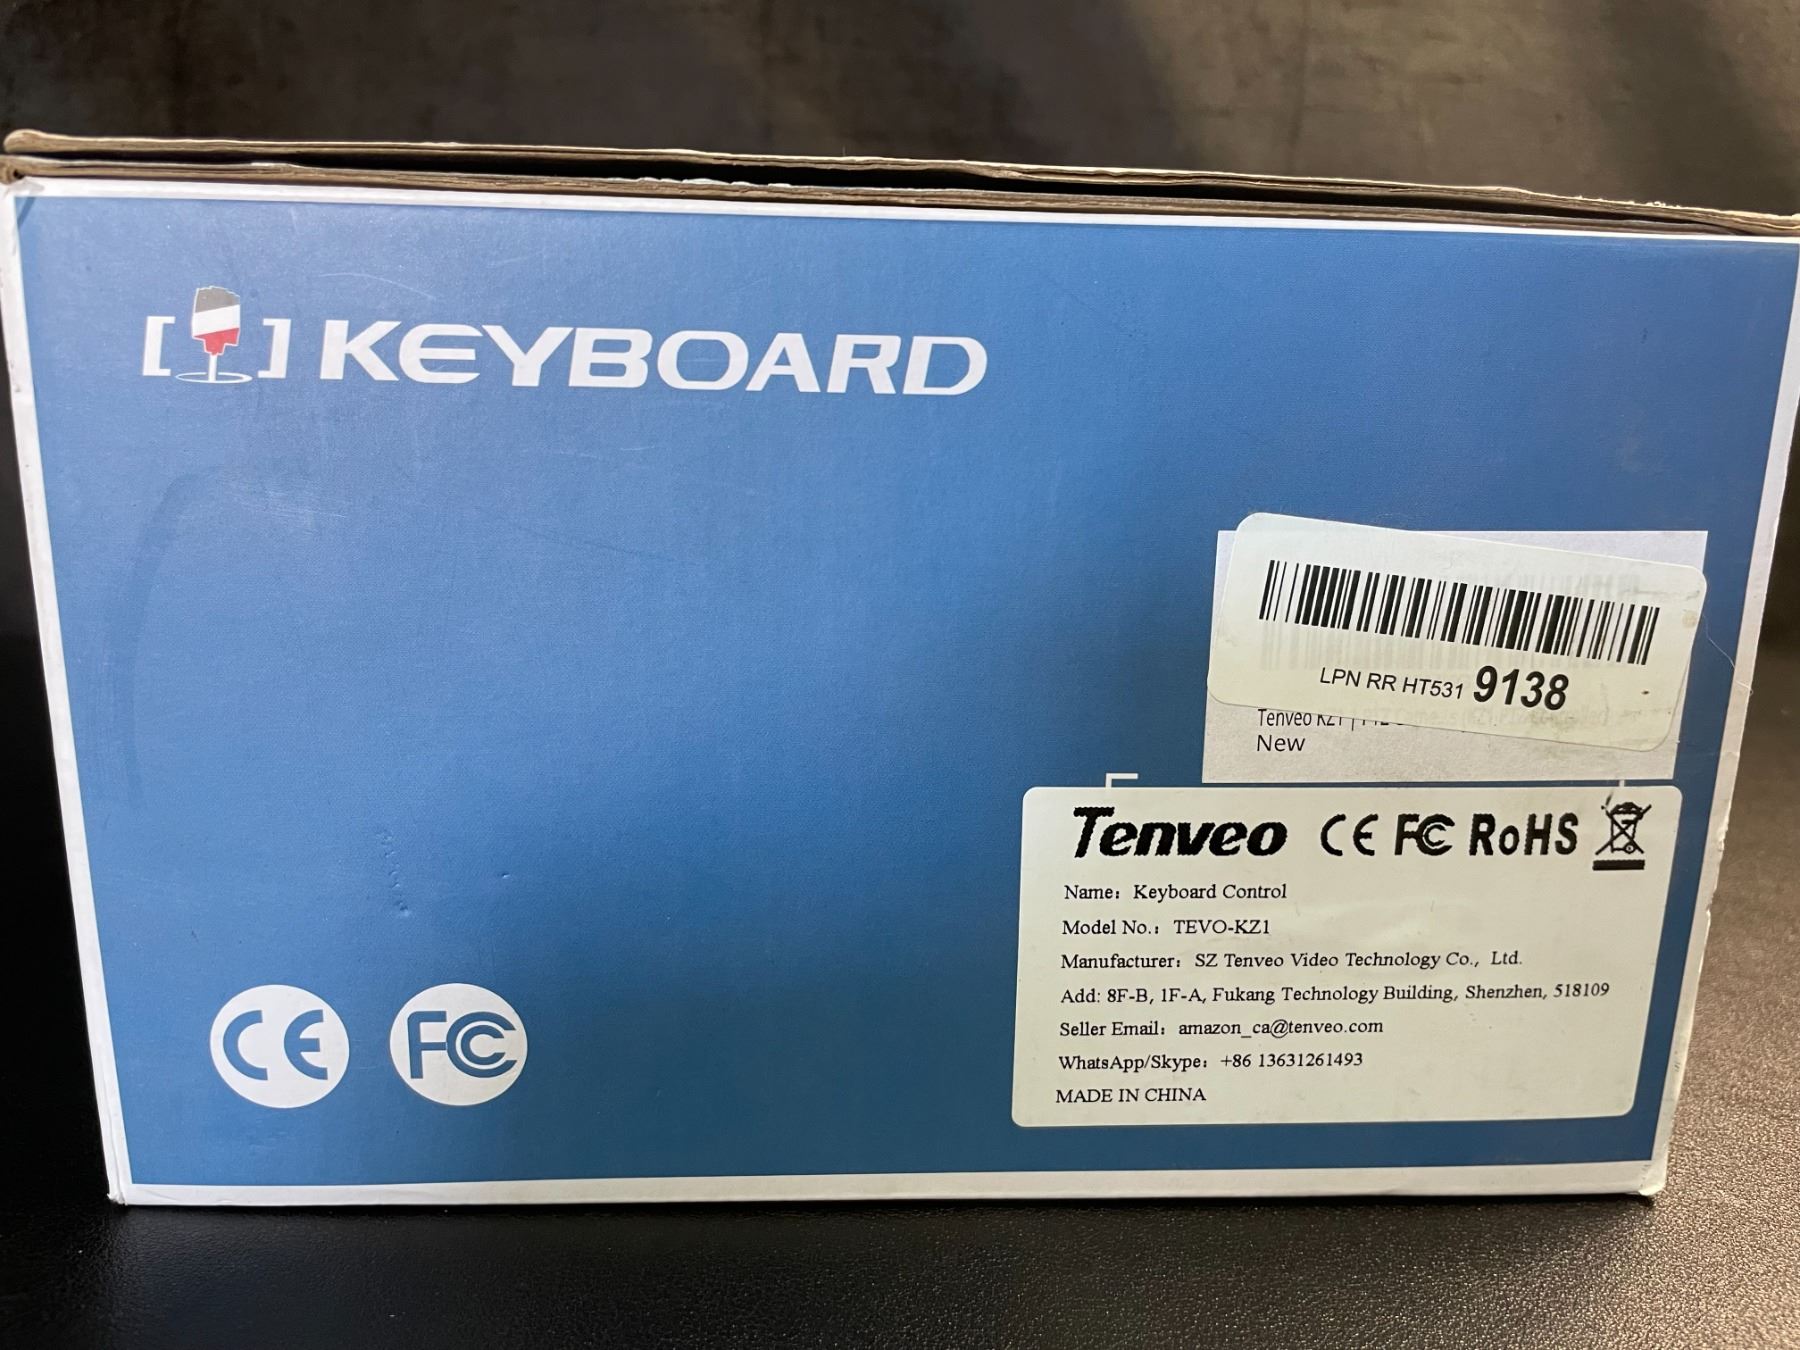 [ ] KEYBOARD
LPN RR HT531 9138
Tenveo KZ1 |
New
Tenveo CE FC RoHS
Name: Keyboard Control
Model No.: TEVO-KZ1
Manufacturer: SZ Tenveo Video Technology Co., Ltd.
Add: 8F-B, 1F-A, Fukang Technology Building, Shenzhen, 518109
Seller Email: amazon_ca@tenveo.com
WhatsApp/Skype: +86 13631261493
MADE IN CHINA
CE FC